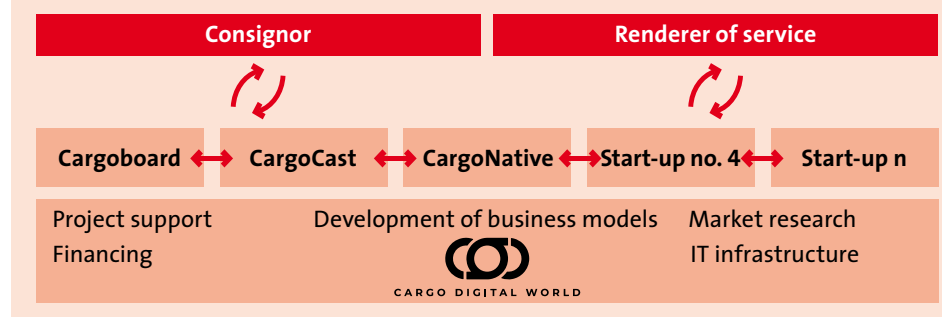 Consignor
Renderer of service
Cargoboard
CargoCast
CargoNative
Start-up no. 4
Start-up n
Project support
Development of business models
Market research
Financing
IT infrastructure
CARGO DIGITAL WORLD